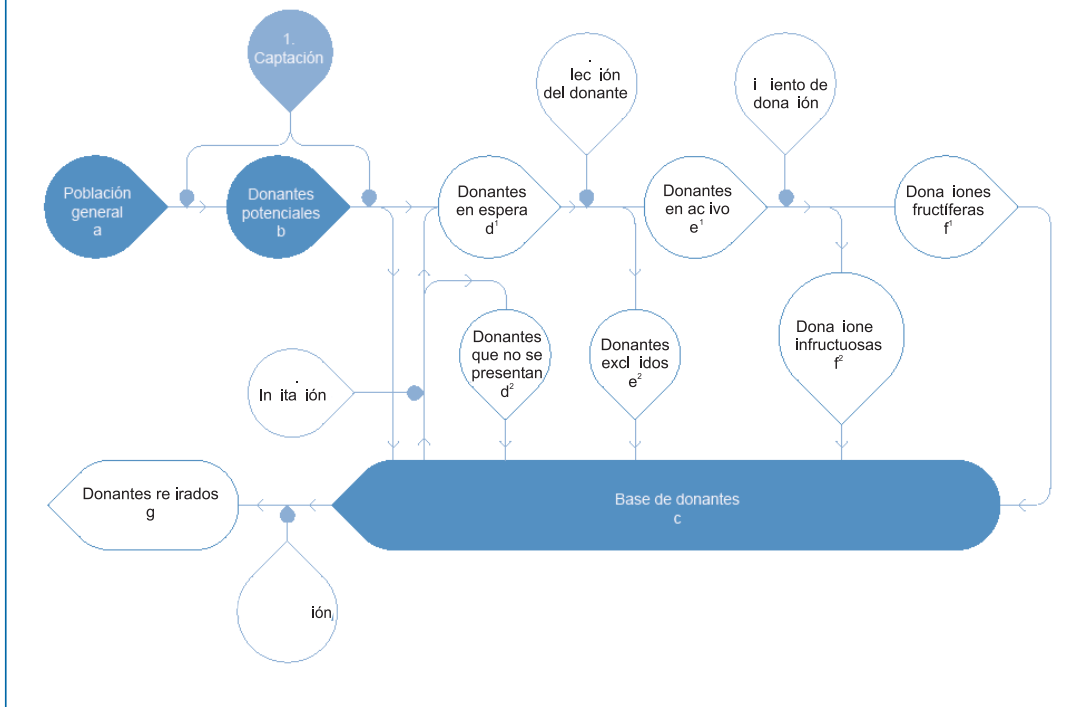 1.
Captación
lec ión
del donante
i iento de
dona ión
Población
general
a
Donantes
potenciales
b
Donantes
en espera
d¹
Donantes
en ac ivo
e¹
Dona iones
fructíferas
f¹
Donantes
que no se
presentan
d²
Donantes
excl idos
e²
Dona ione
infructuosas
f²
In ita ión
Donantes re irados
g
Base de donantes
c
ión